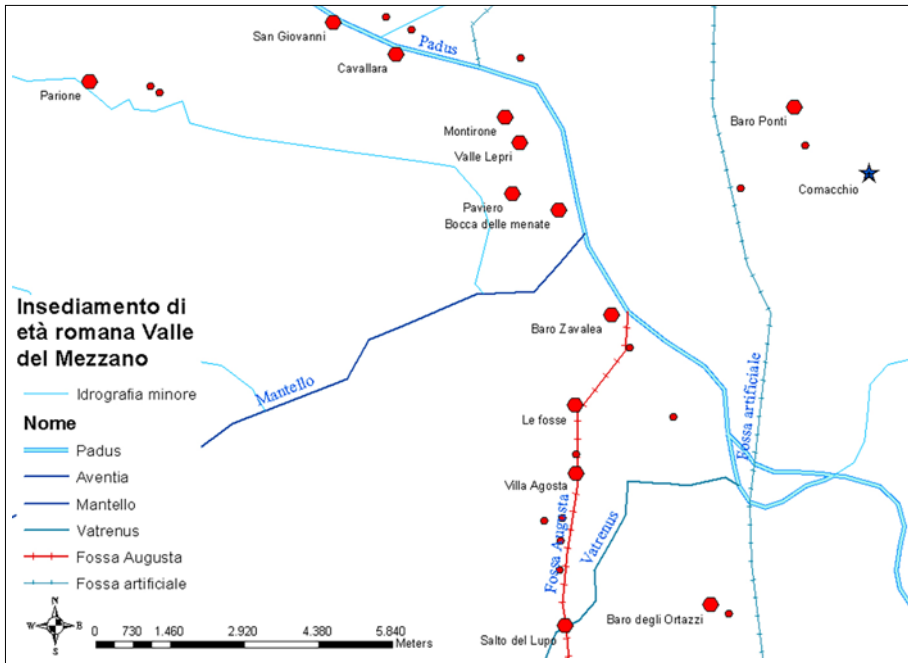 San Giovanni
Padus
Cavallara
Parione
Montirone
Baro Ponti
Valle Lepri
Comacchio
Paviero
Bocca delle menate
Insediamento di
età romana Valle
del Mezzano
Baro Zavalea
Idrografia minore
Mantello
Nome
Le fosse
Fossa artificiale
Padus
Aventia
Villa Agosta
Mantello
Vatrenus
Fossa Augusta
Vatrenus
Fossa Augusta
Fossa artificiale
Baro degli Ortazzi
Salto del Lupo
N
W E
S
0 730 1.460 2.920 4.380 5.840
Meters